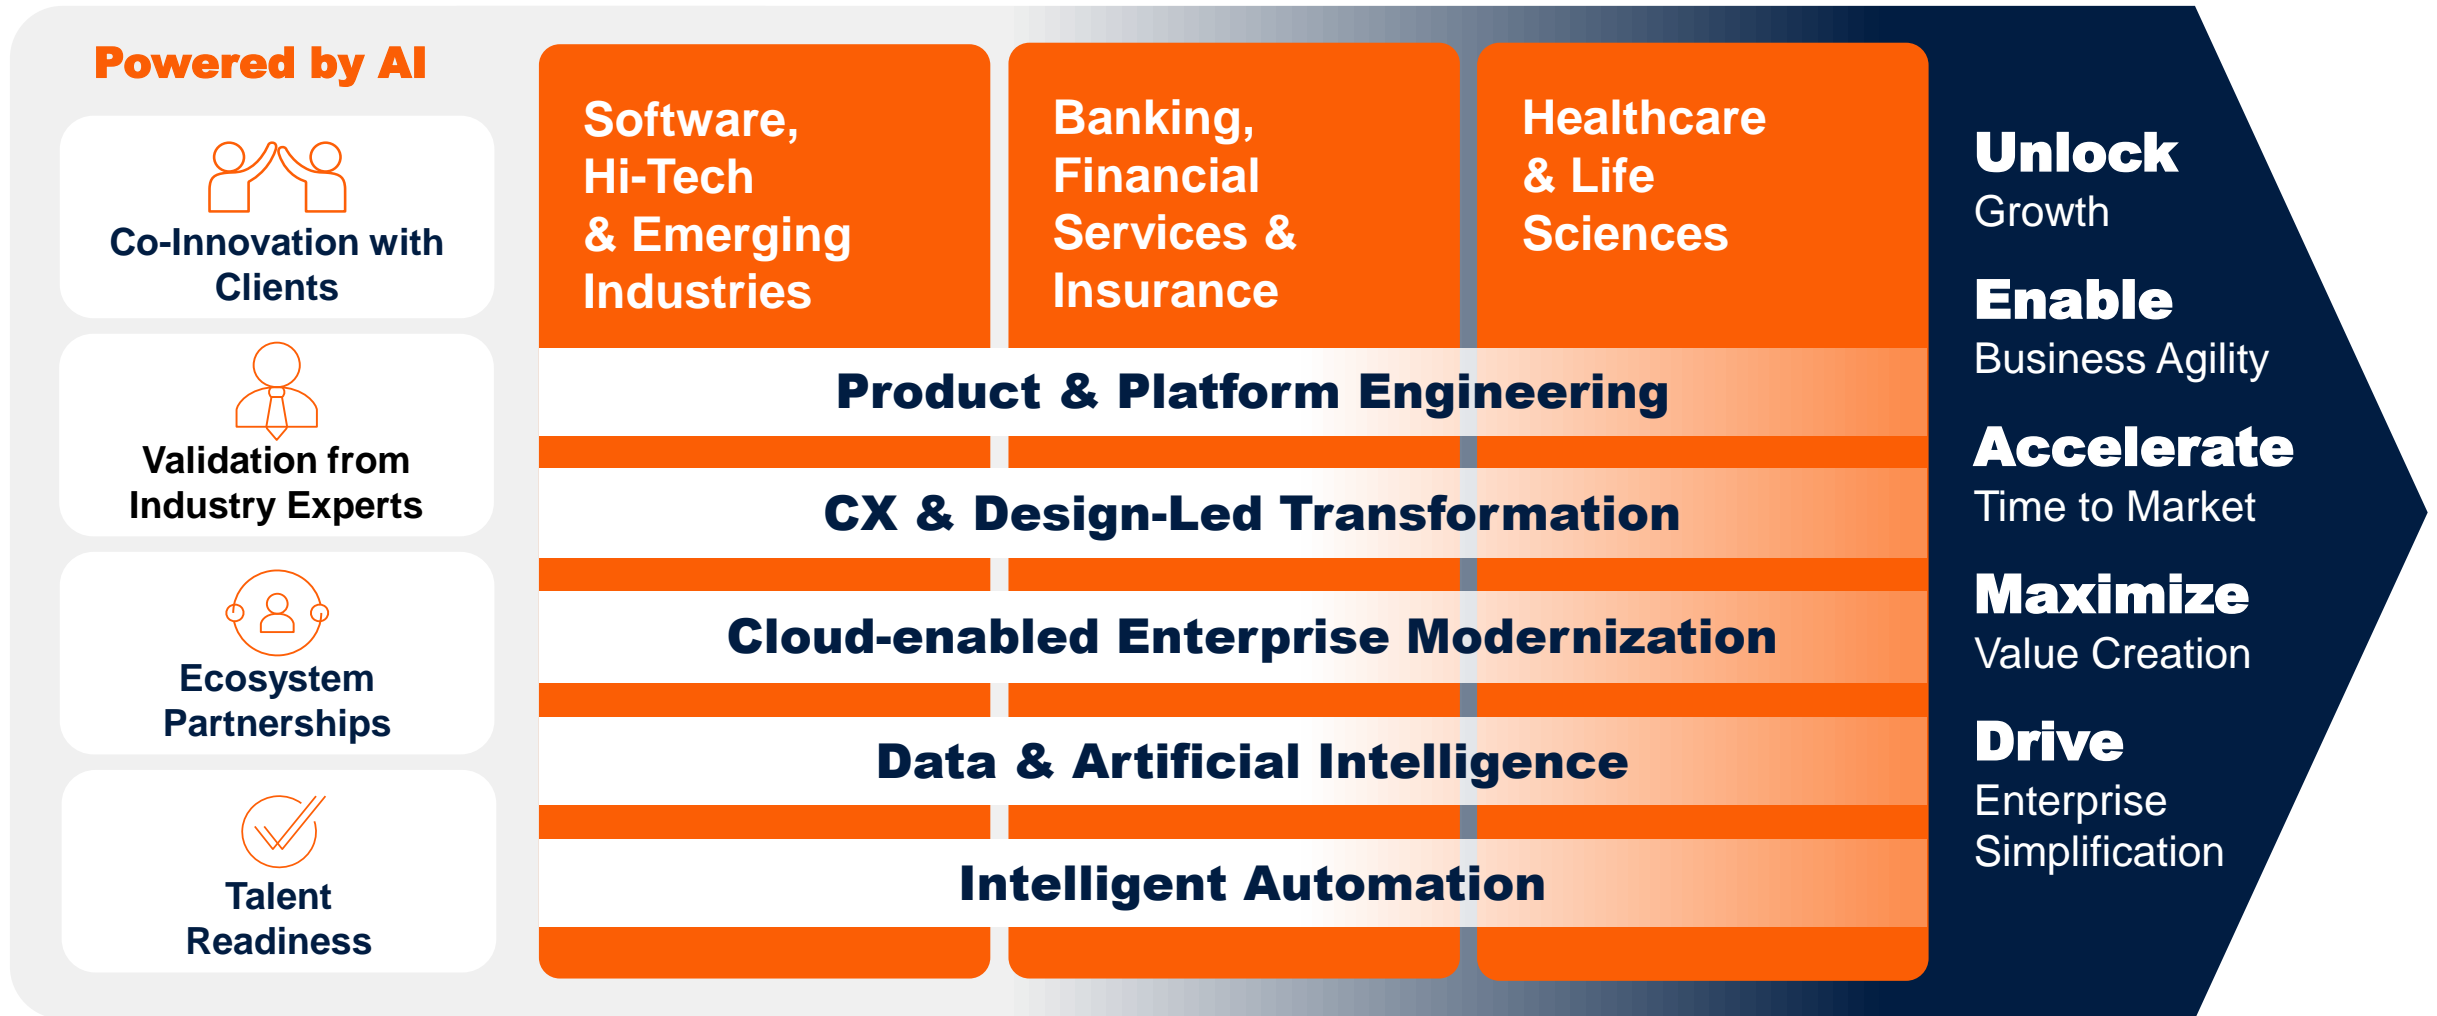 Powered by AI
Co-Innovation with
Clients
Validation from
Industry Experts
Ecosystem
Partnerships
Talent
Readiness
Software,
Hi-Tech
& Emerging
Industries
Banking,
Financial
Services &
Insurance
Healthcare
& Life
Sciences
Product & Platform Engineering
CX & Design-Led Transformation
Cloud-enabled Enterprise Modernization
Data & Artificial Intelligence
Intelligent Automation
Unlock
Growth
Enable
Business Agility
Accelerate
Time to Market
Maximize
Value Creation
Drive
Enterprise
Simplification